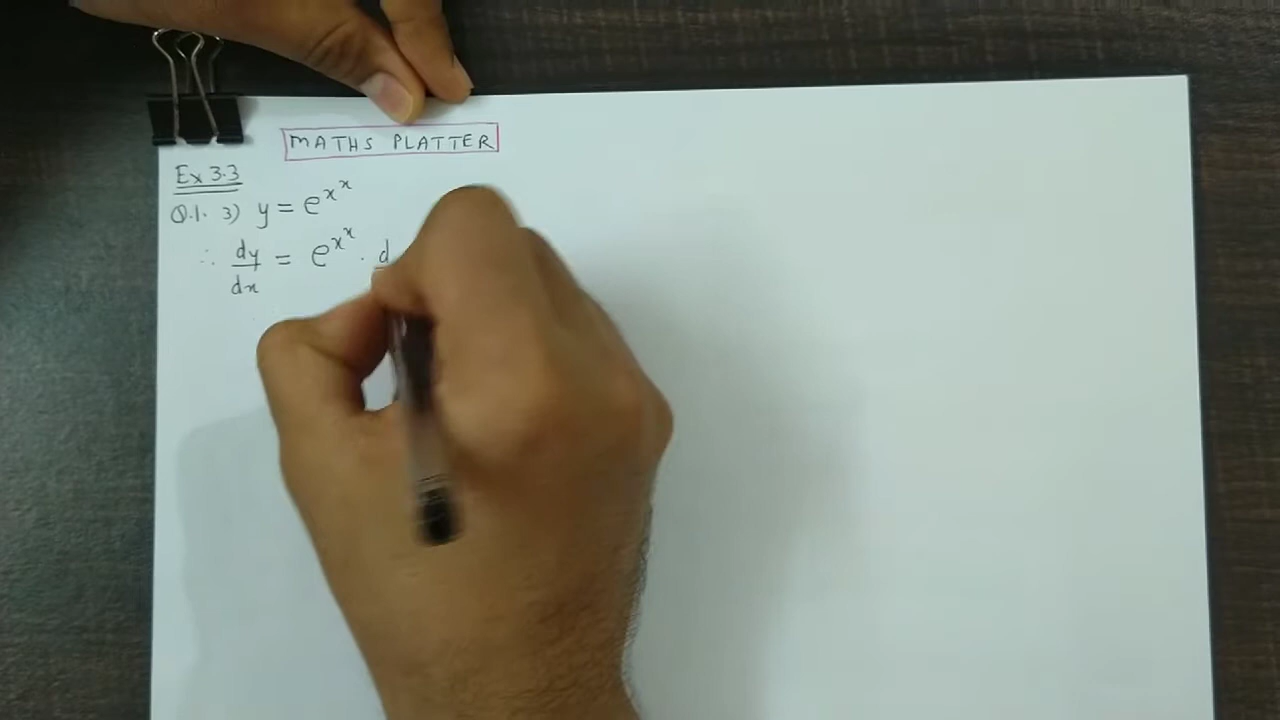 MATHS PLATTER
Ex 3.3
Q.1. 3) y = e^{x^x}
∴ dy/dx = e^{x^x} · d